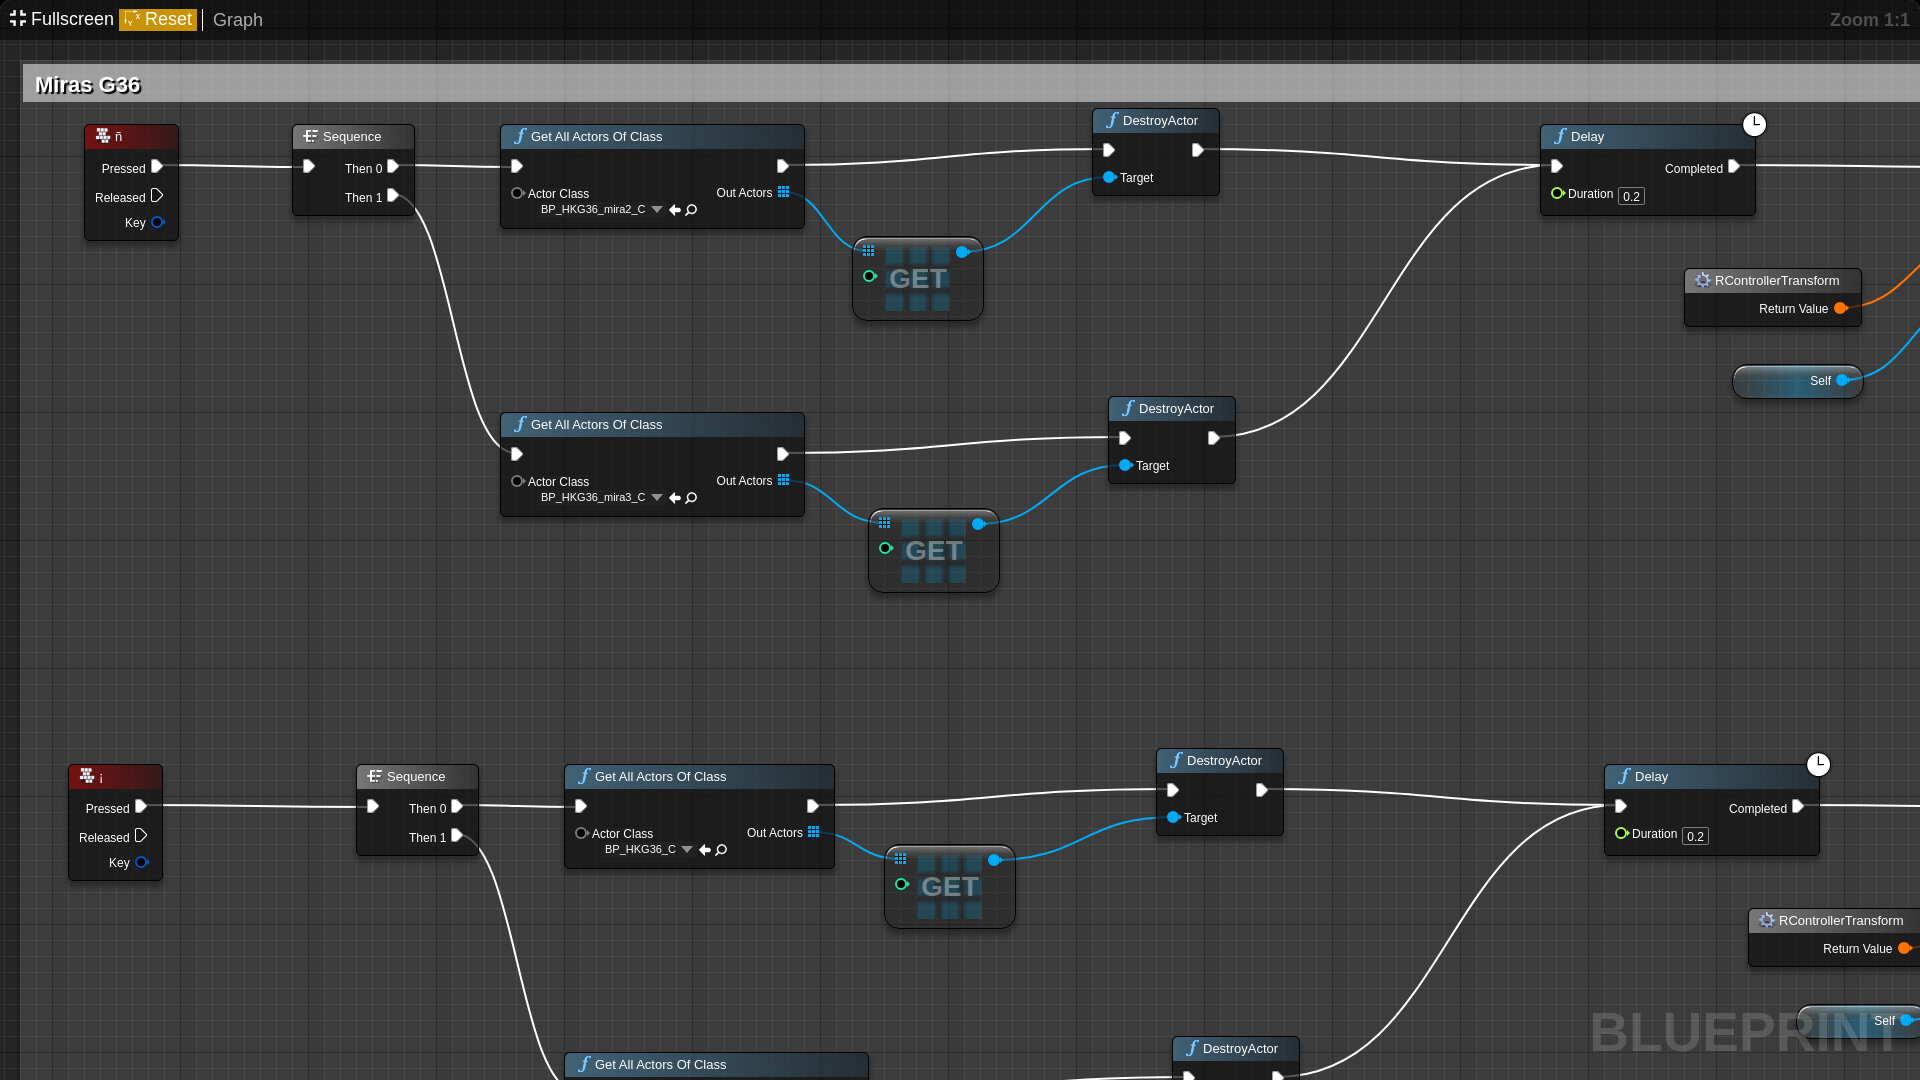 Fullscreen Reset Graph Zoom 1:1
Miras G36
ñ
Pressed
Released
Key
Sequence
Then 0
Then 1
Get All Actors Of Class
Actor Class Out Actors
BP_HKG36_mira2_C
GET
DestroyActor
Target
Delay
Completed
Duration 0.2
RControllerTransform
Return Value
Self
Get All Actors Of Class
Actor Class Out Actors
BP_HKG36_mira3_C
GET
DestroyActor
Target
¡
Pressed
Released
Key
Sequence
Then 0
Then 1
Get All Actors Of Class
Actor Class Out Actors
BP_HKG36_C
GET
DestroyActor
Target
Delay
Completed
Duration 0.2
RControllerTransform
Return Value
Self
Get All Actors Of Class
DestroyActor
BLUEPRINT